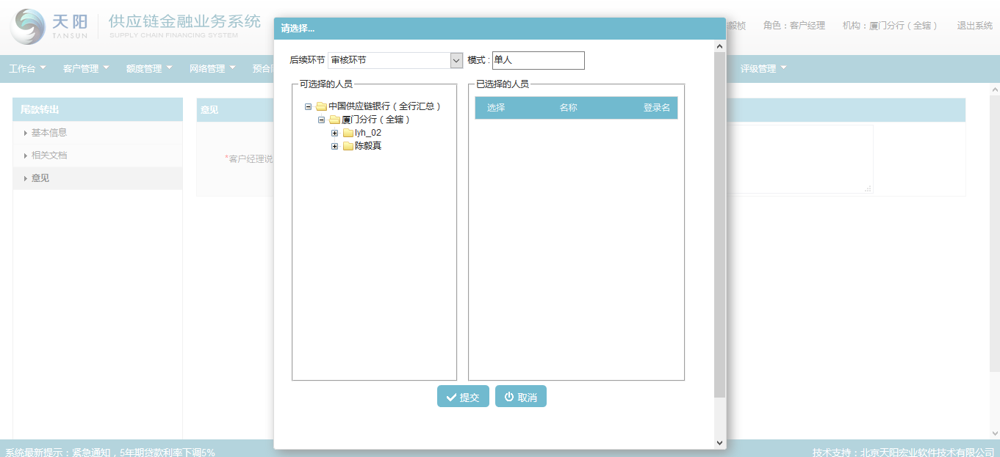 天阳
TANSUN
供应链金融业务系统
SUPPLY CHAIN FINANCING SYSTEM
毅桢 角色：客户经理 机构：厦门分行（全辖） 退出系统
工作台 客户管理 额度管理 网络管理 预合 评级管理
尾款转出
基本信息
相关文档
意见
意见
*客户经理说
请选择...
后续环节 审核环节 模式：单人
可选择的人员
中国供应链银行（全行汇总）
厦门分行（全辖）
lyh_02
陈毅真
已选择的人员
选择 名称 登录名
提交 取消
系统最新提示：紧急通知，5年期贷款利率下调5%
技术支持：北京天阳宏业软件技术有限公司